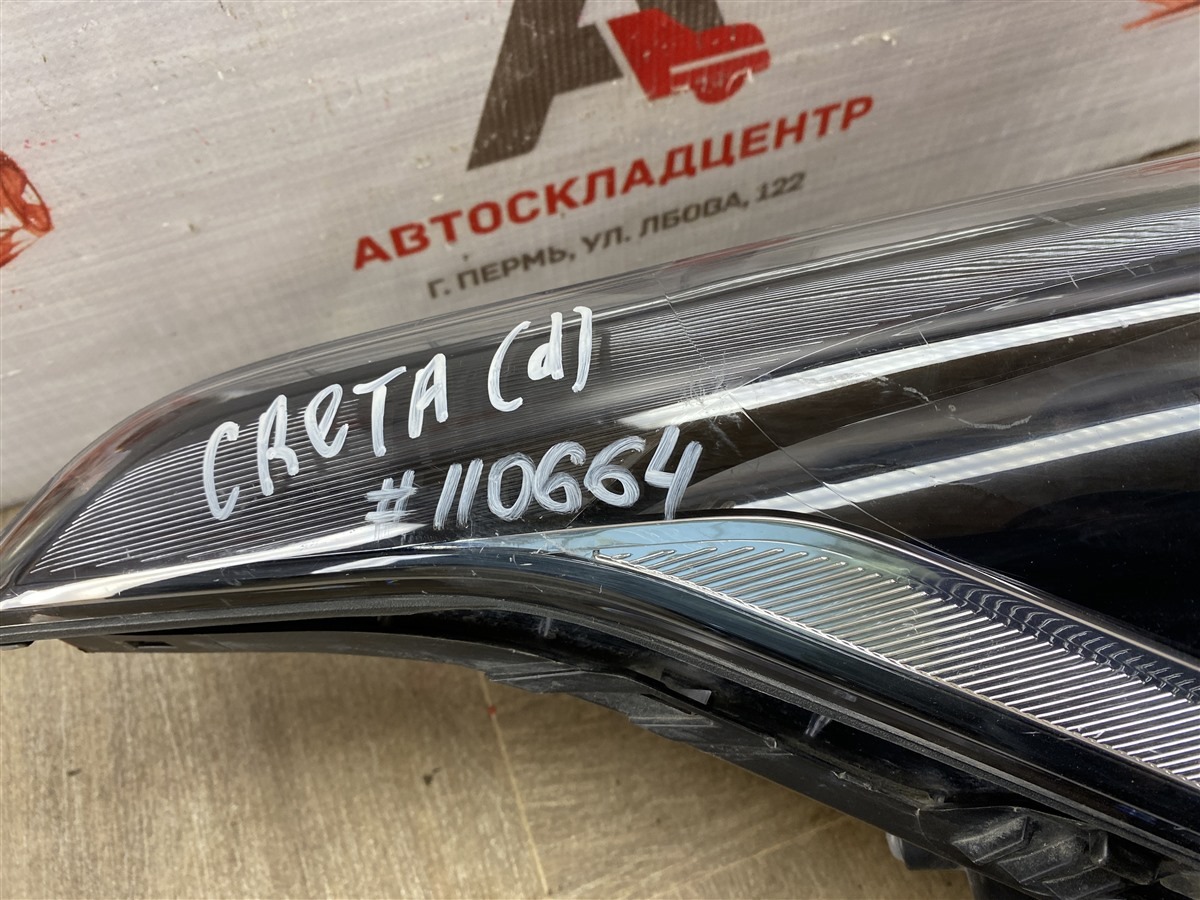 АВТОСКЛАДЦЕНТР
Г. ПЕРМЬ, УЛ. ЛБОВА, 122
CReTA (d)
#110664